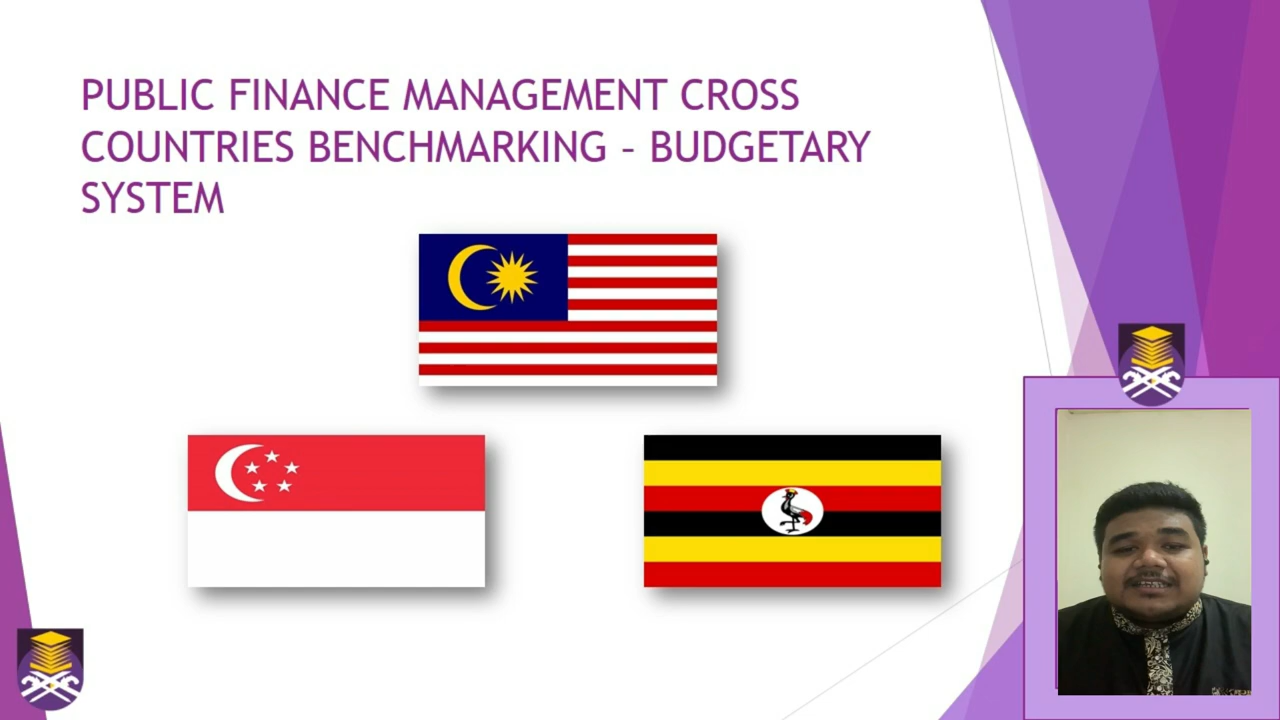 PUBLIC FINANCE MANAGEMENT CROSS
COUNTRIES BENCHMARKING – BUDGETARY
SYSTEM